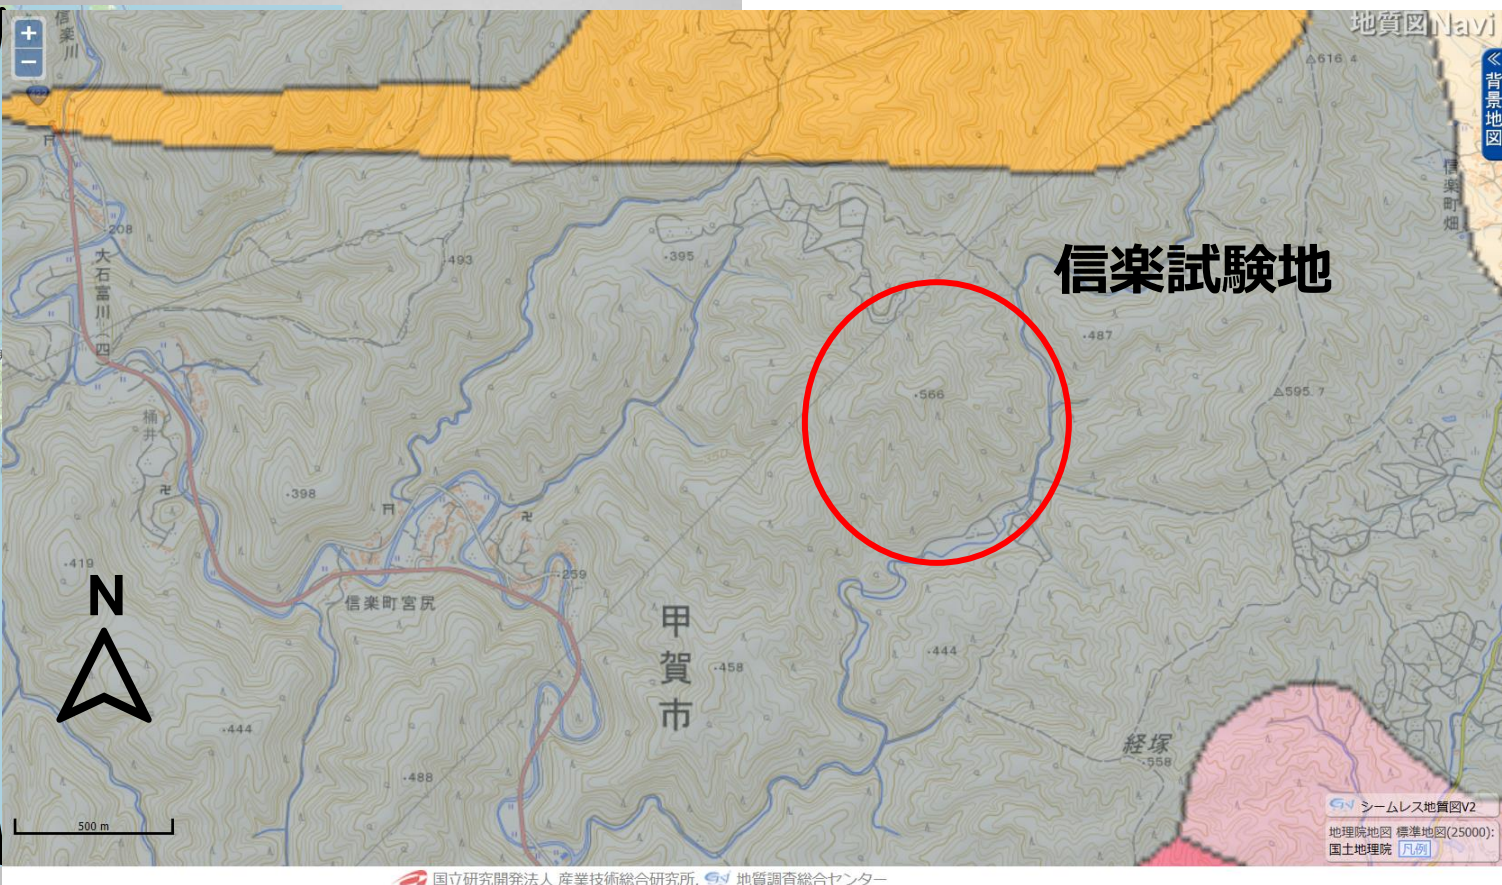 信楽川
地質図Navi
+
−
«
背景地図
616.4
信楽町畑
208
大石富川(四
493
395
信楽試験地
487
566
595.7
桶井
398
419
N
259
信楽町宮尻
甲賀市
458
444
444
経塚
558
488
500 m
シームレス地質図V2
地理院地図 標準地図(25000):
国土地理院 凡例
国立研究開発法人 産業技術総合研究所, 地質調査総合センター